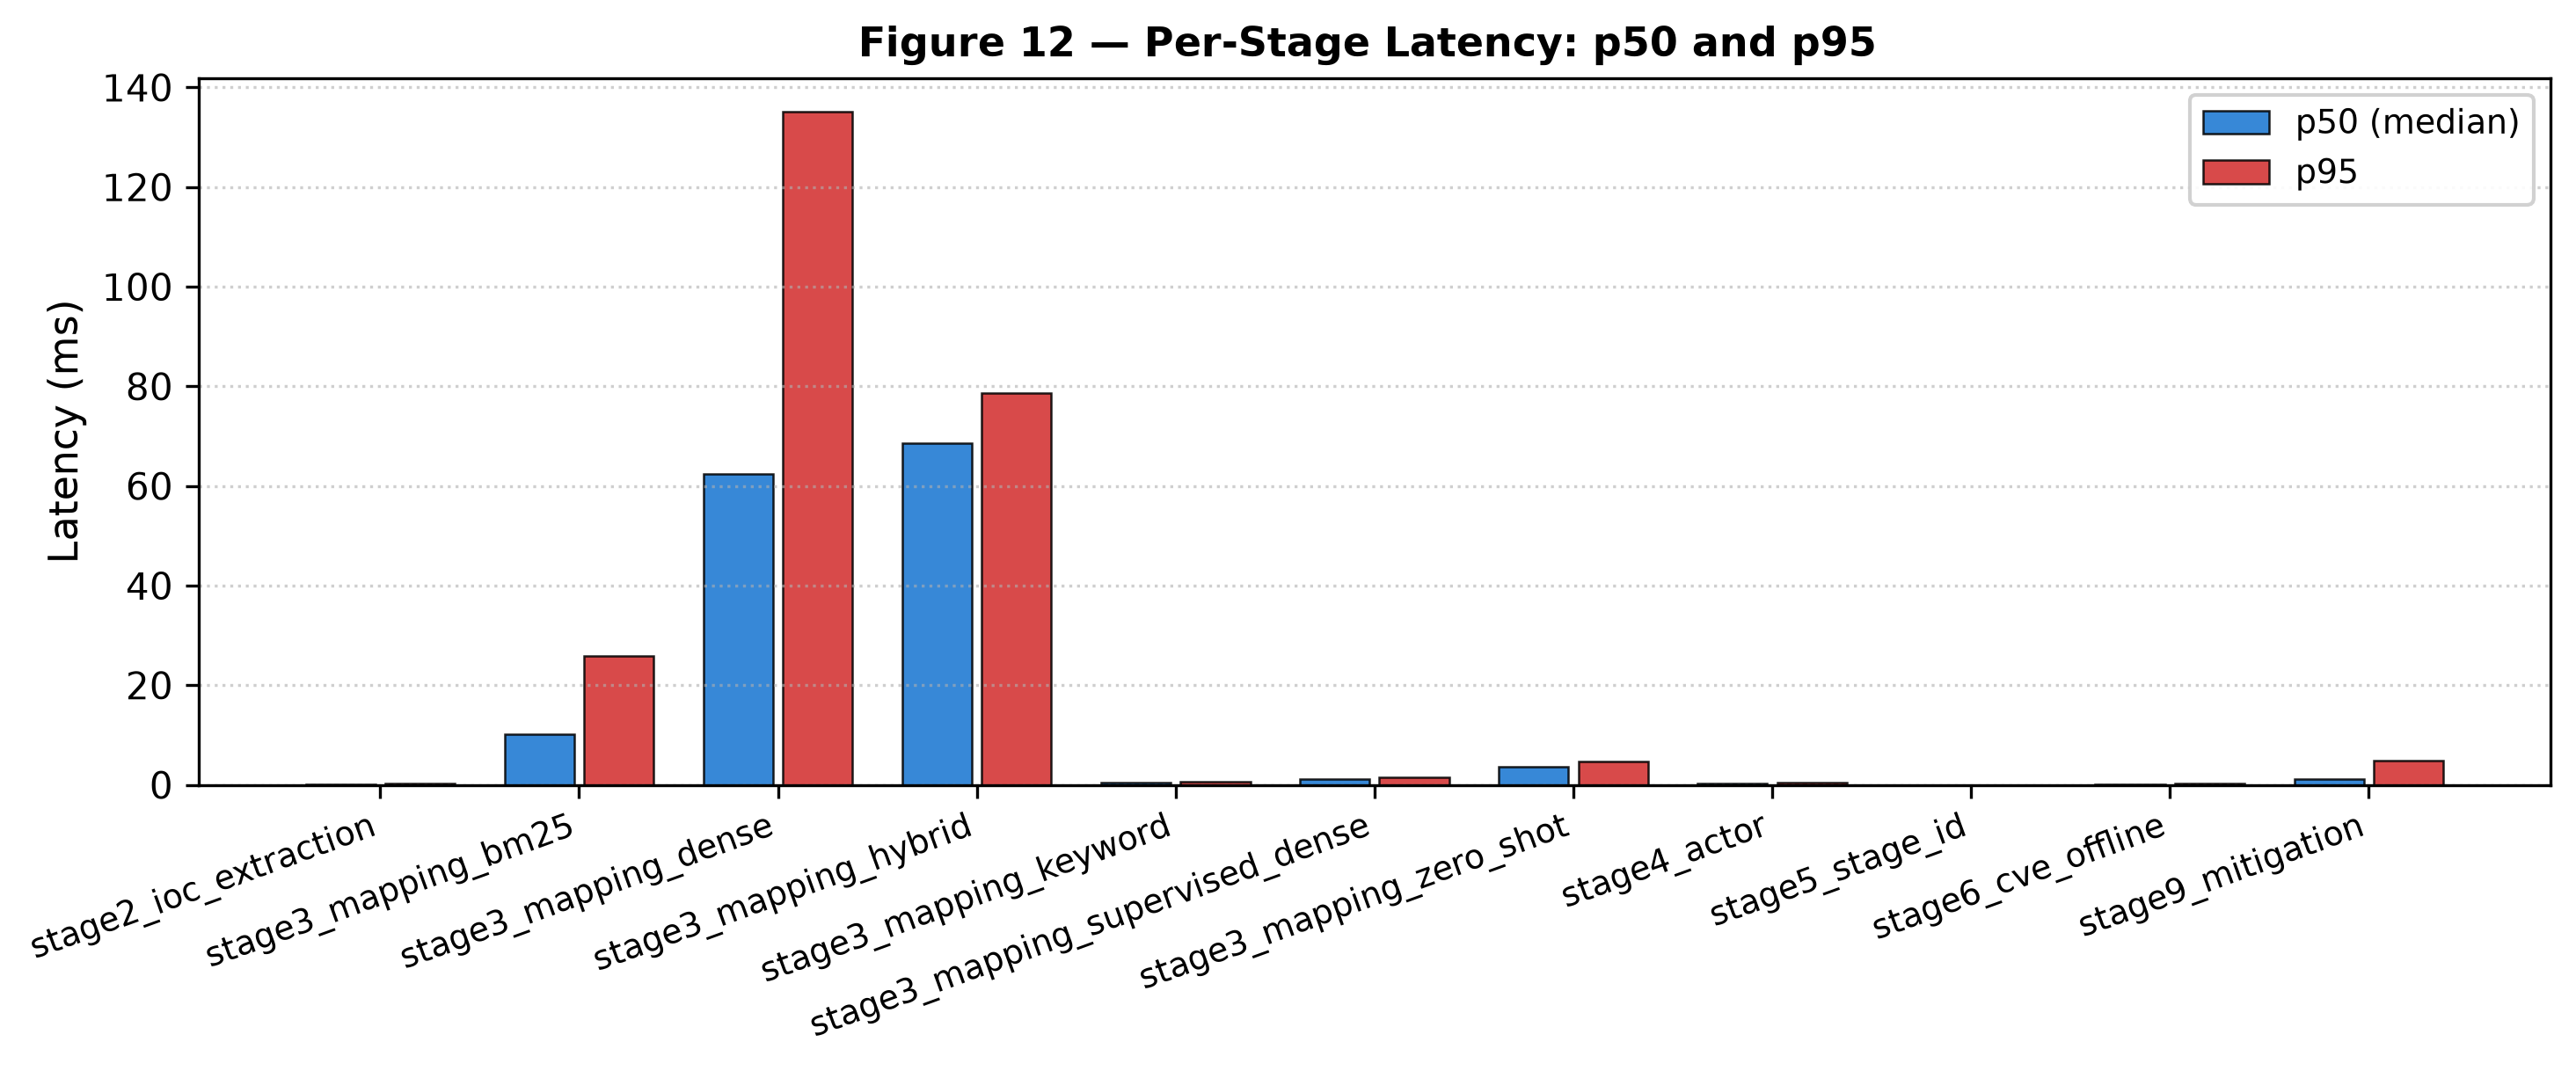 Figure 12 — Per-Stage Latency: p50 and p95
p50 (median)
p95
Latency (ms)
140
120
100
80
60
40
20
0
stage2_ioc_extraction
stage3_mapping_bm25
stage3_mapping_dense
stage3_mapping_hybrid
stage3_mapping_keyword
stage3_mapping_supervised_dense
stage3_mapping_zero_shot
stage4_actor
stage5_stage_id
stage6_cve_offline
stage9_mitigation